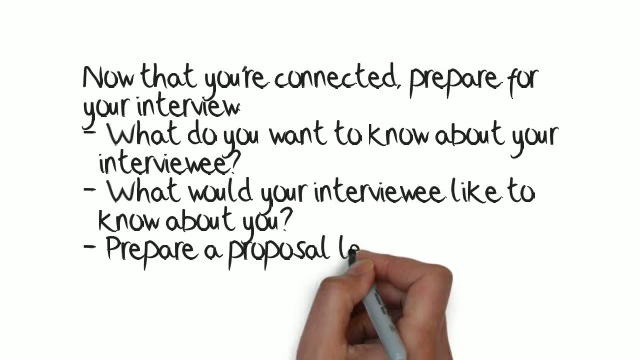 Now that you're connected, prepare for
your interview
- What do you want to know about your
interviewee?
- What would your interviewee like to
know about you?
- Prepare a proposal le